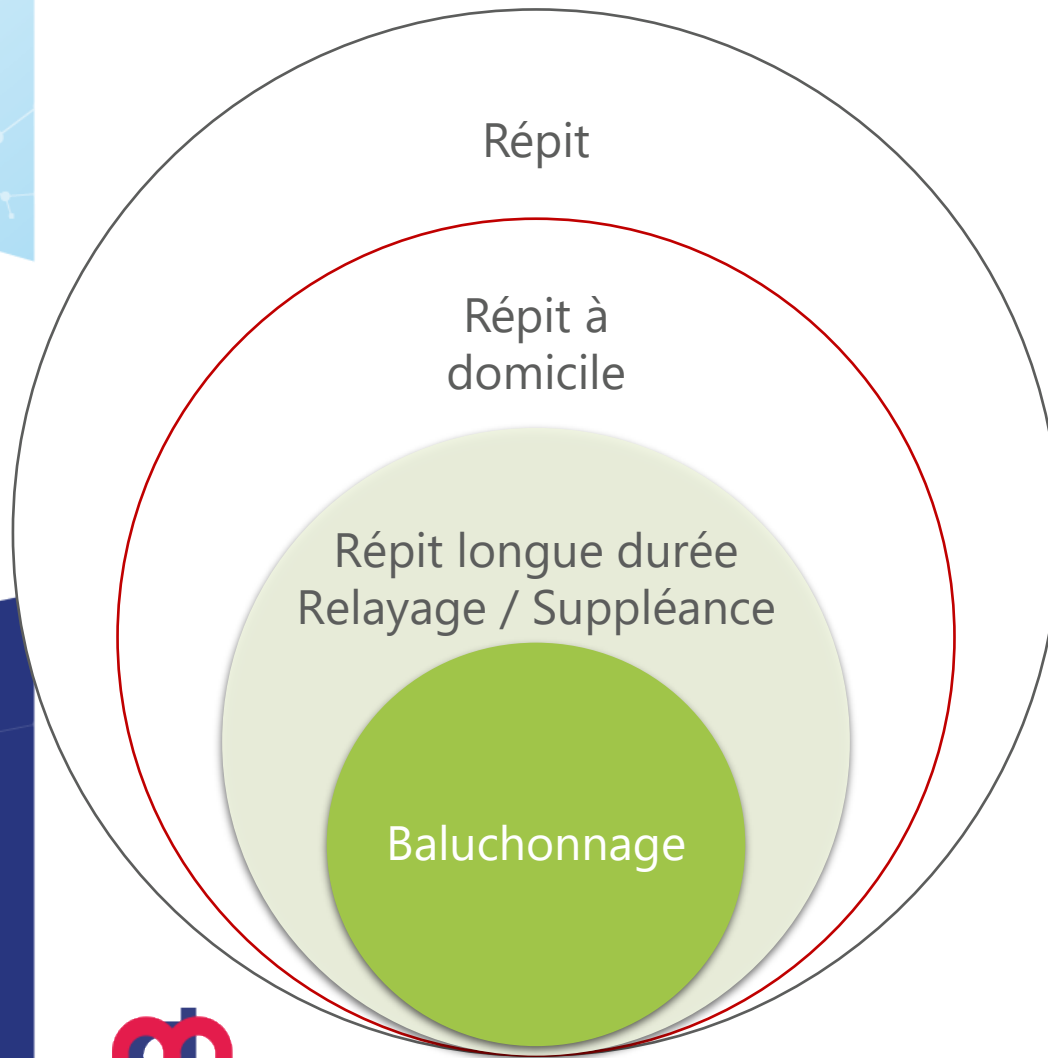 Répit
Répit à
domicile
Répit longue durée
Relayage / Suppléance
Baluchonnage